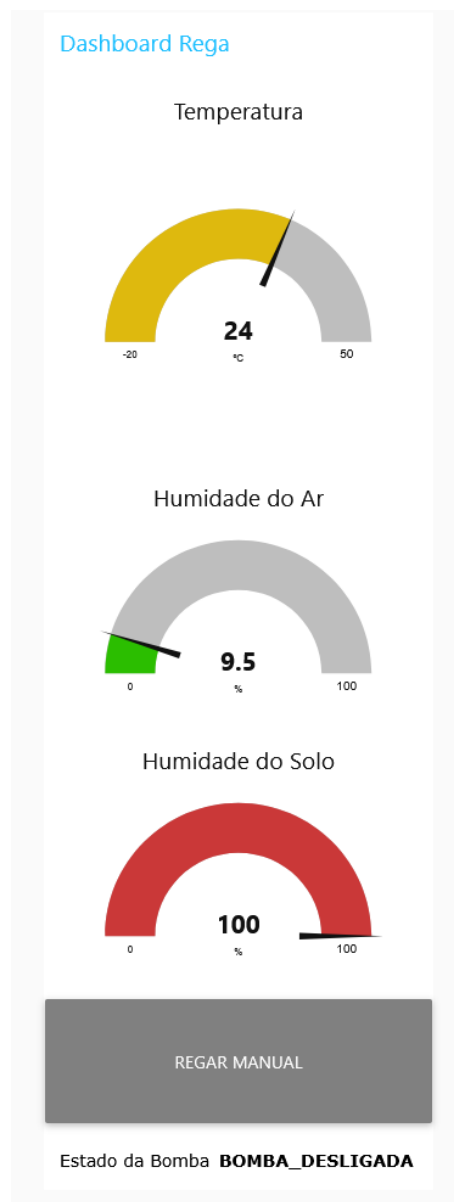 Dashboard Rega
Temperatura
24
-20 ºC 50
Humidade do Ar
9.5
0 % 100
Humidade do Solo
100
0 % 100
REGAR MANUAL
Estado da Bomba BOMBA_DESLIGADA